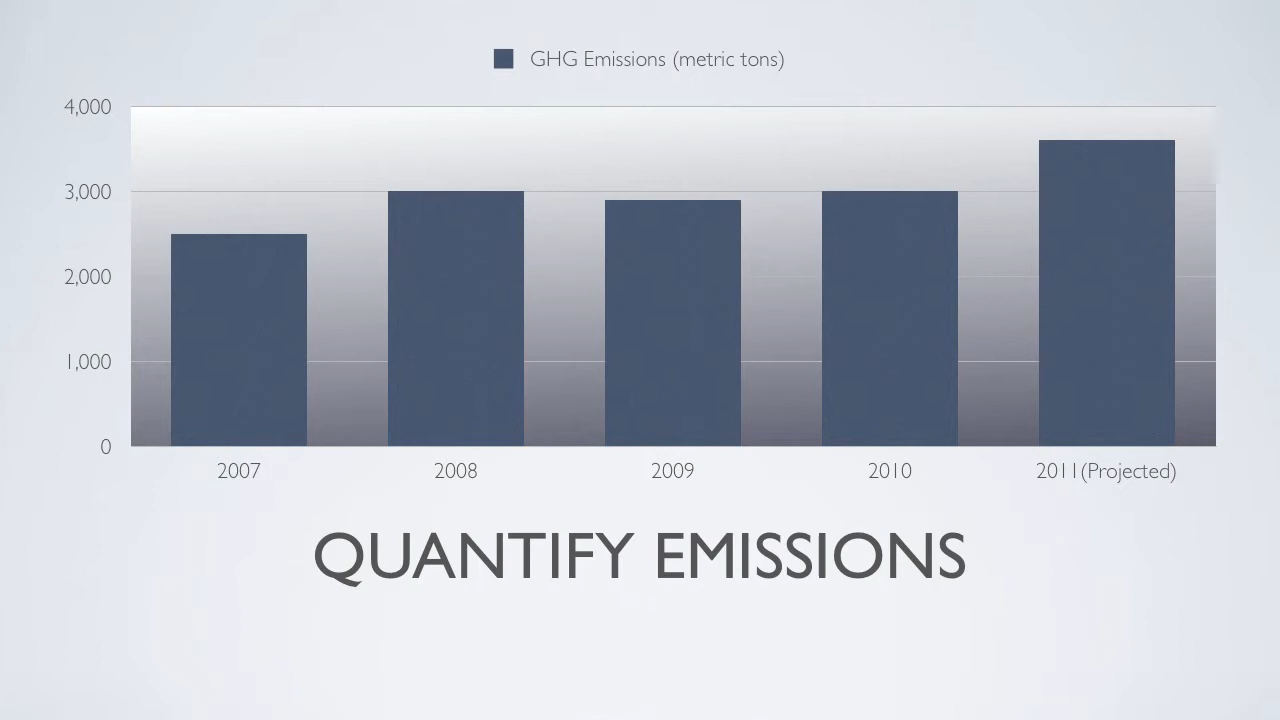 GHG Emissions (metric tons)
4,000
3,000
2,000
1,000
0
2007 2008 2009 2010 2011(Projected)
QUANTIFY EMISSIONS